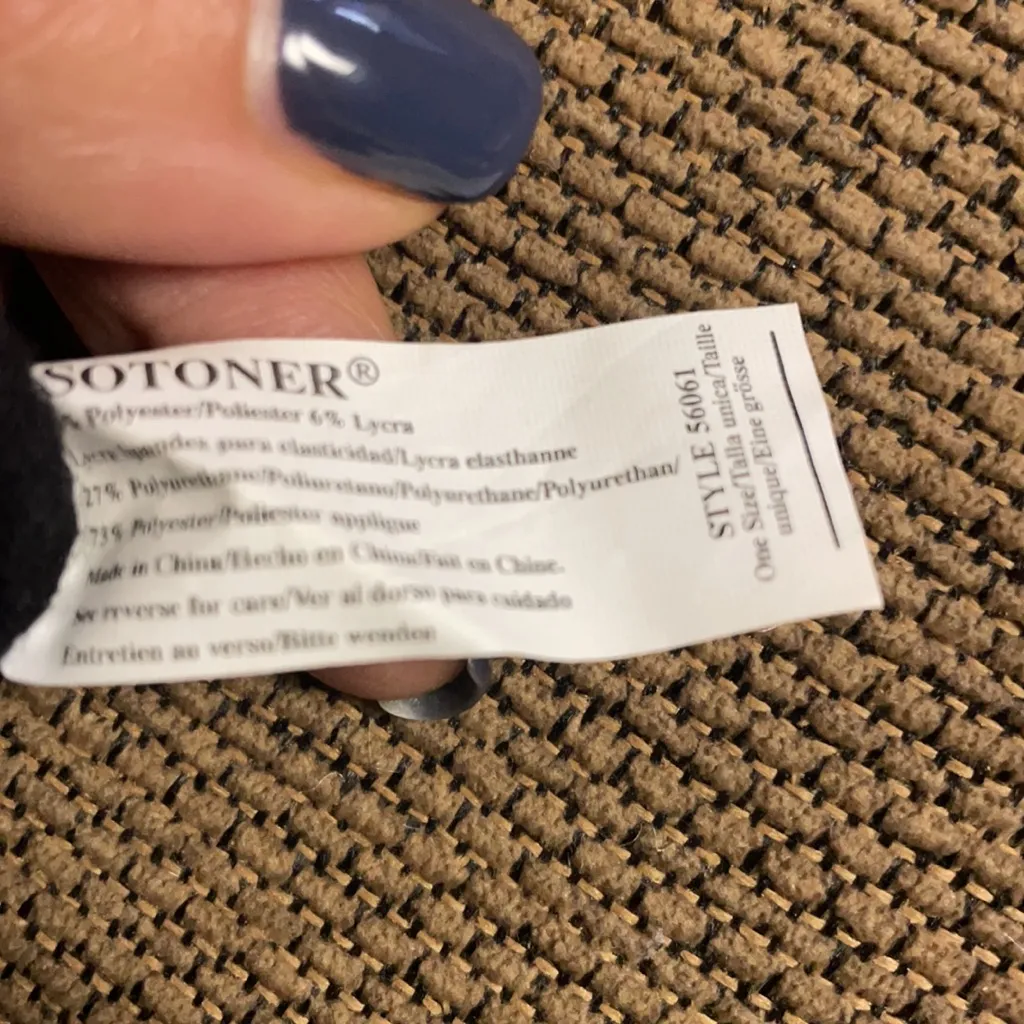 SOTONER®
% Polyester/Poliester 6% Lycra
para elasticidad/Lycra elasthanne
27% Polyurethane/Poliuretano/Polyurethane/Polyurethan/
73% Polyester/Poliester applique
Made in China/Hecho en China/Fait en Chine.
see reverse for care/Ver al dorso para cuidado
Entretien au verso/Bitte wenden
STYLE 56061
One Size/Talla unica/Taille
unique/Eine grösse